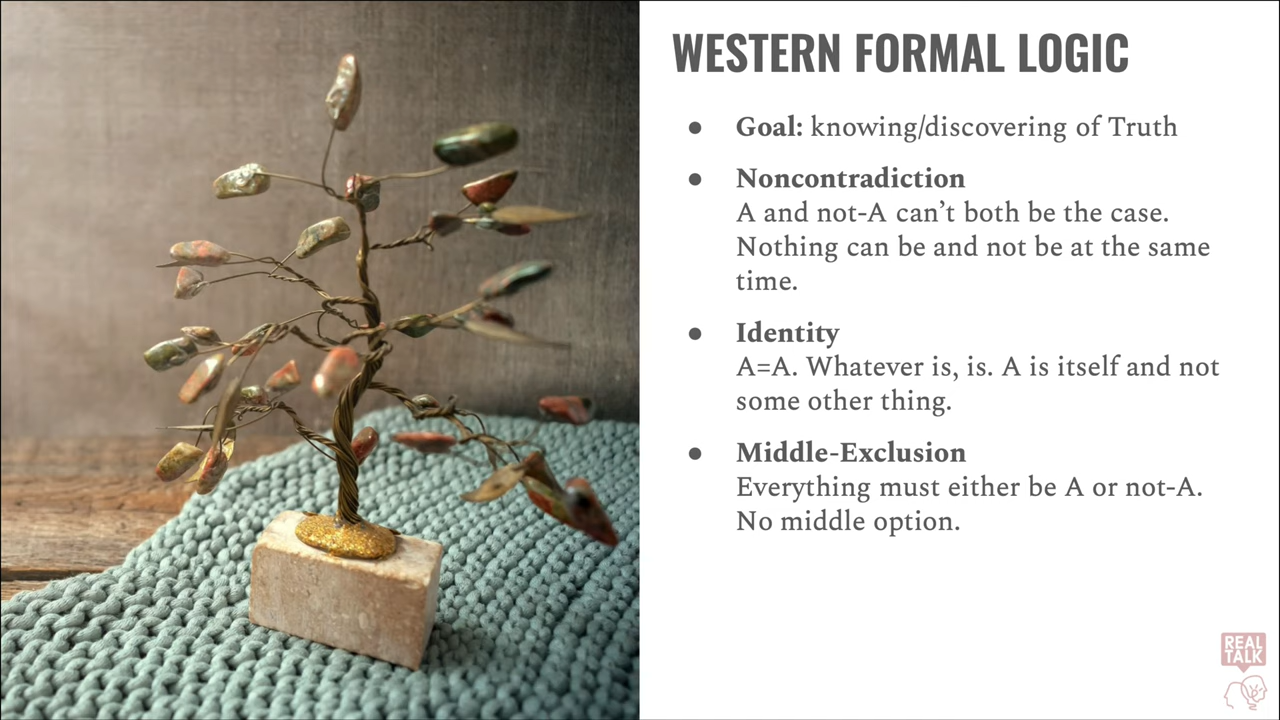 WESTERN FORMAL LOGIC
● Goal: knowing/discovering of Truth
● Noncontradiction
A and not-A can’t both be the case.
Nothing can be and not be at the same
time.
● Identity
A=A. Whatever is, is. A is itself and not
some other thing.
● Middle-Exclusion
Everything must either be A or not-A.
No middle option.
REAL
TALK